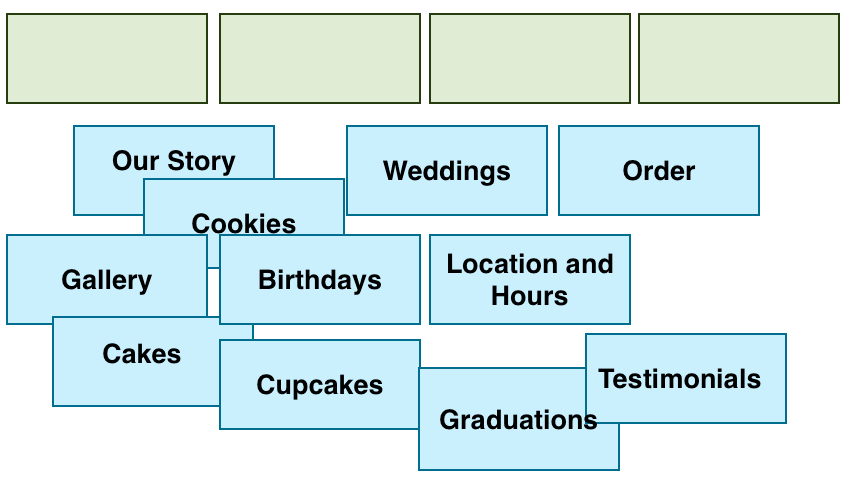 Our Story
Weddings
Order
Cookies
Gallery
Birthdays
Location and
Hours
Cakes
Cupcakes
Testimonials
Graduations